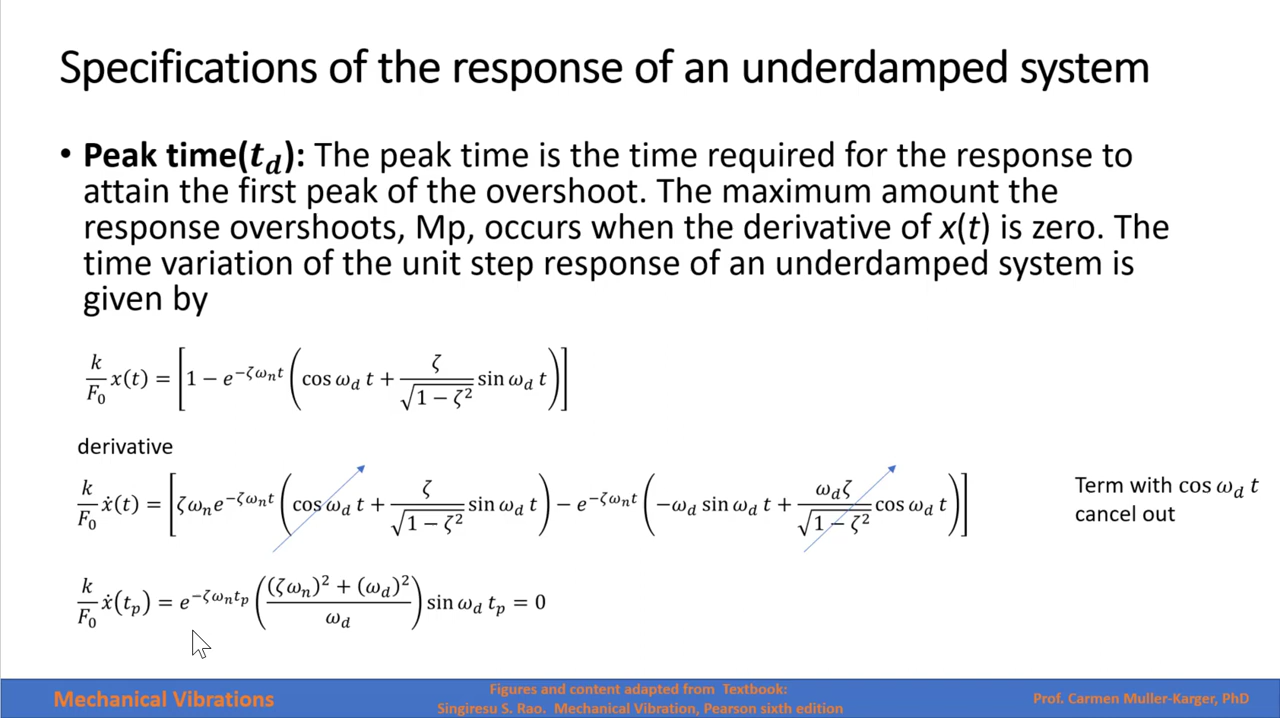 Specifications of the response of an underdamped system
• Peak time(t_d): The peak time is the time required for the response to
attain the first peak of the overshoot. The maximum amount the
response overshoots, Mp, occurs when the derivative of x(t) is zero. The
time variation of the unit step response of an underdamped system is
given by
k/F₀ x(t) = [1 − e^(−ζω_n t) (cos ω_d t + ζ/√(1 − ζ²) sin ω_d t)]
derivative
k/F₀ ẋ(t) = [ζω_n e^(−ζω_n t) (cos ω_d t + ζ/√(1 − ζ²) sin ω_d t) − e^(−ζω_n t) (−ω_d sin ω_d t + ω_d ζ/√(1 − ζ²) cos ω_d t)]
Term with cos ω_d t
cancel out
k/F₀ ẋ(t_p) = e^(−ζω_n t_p) (((ζω_n)² + (ω_d)²)/ω_d) sin ω_d t_p = 0
Mechanical Vibrations
Figures and content adapted from Textbook:
Singiresu S. Rao. Mechanical Vibration, Pearson sixth edition
Prof. Carmen Muller-Karger, PhD